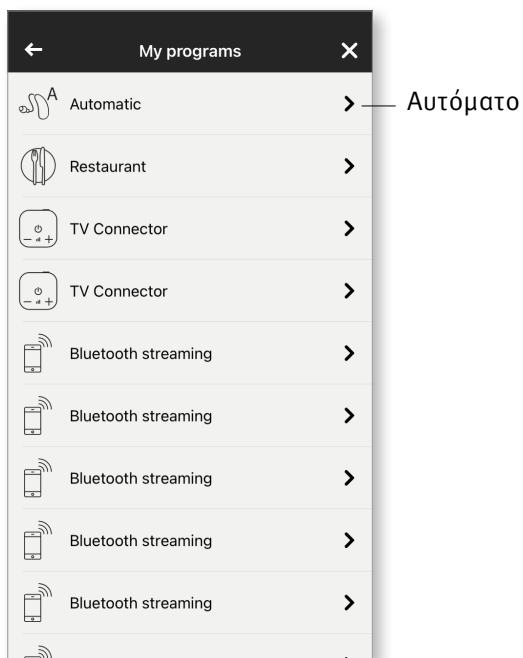 My programs
A Automatic
Αυτόματο
Restaurant
TV Connector
TV Connector
Bluetooth streaming
Bluetooth streaming
Bluetooth streaming
Bluetooth streaming
Bluetooth streaming